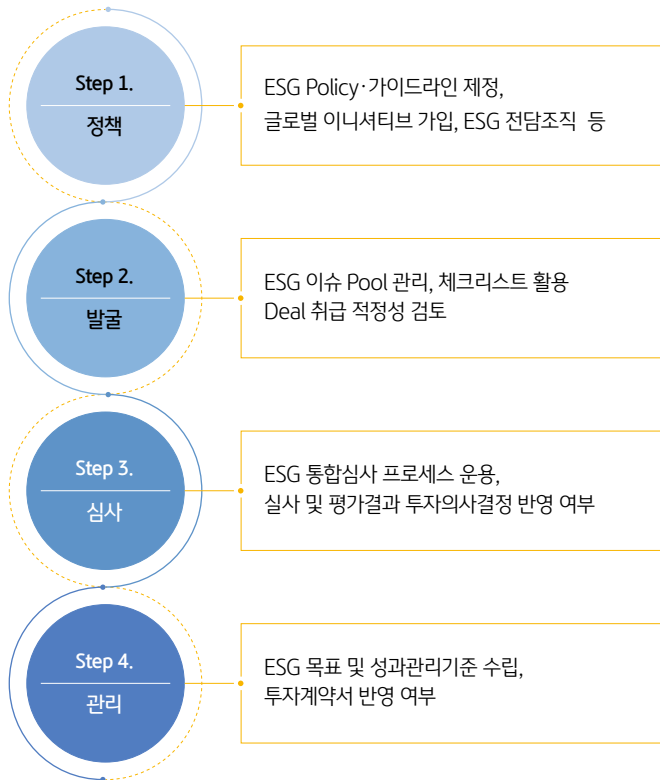 Step 1.
정책
ESG Policy·가이드라인 제정,
글로벌 이니셔티브 가입, ESG 전담조직 등
Step 2.
발굴
ESG 이슈 Pool 관리, 체크리스트 활용
Deal 취급 적정성 검토
Step 3.
심사
ESG 통합심사 프로세스 운용,
실사 및 평가결과 투자의사결정 반영 여부
Step 4.
관리
ESG 목표 및 성과관리기준 수립,
투자계약서 반영 여부